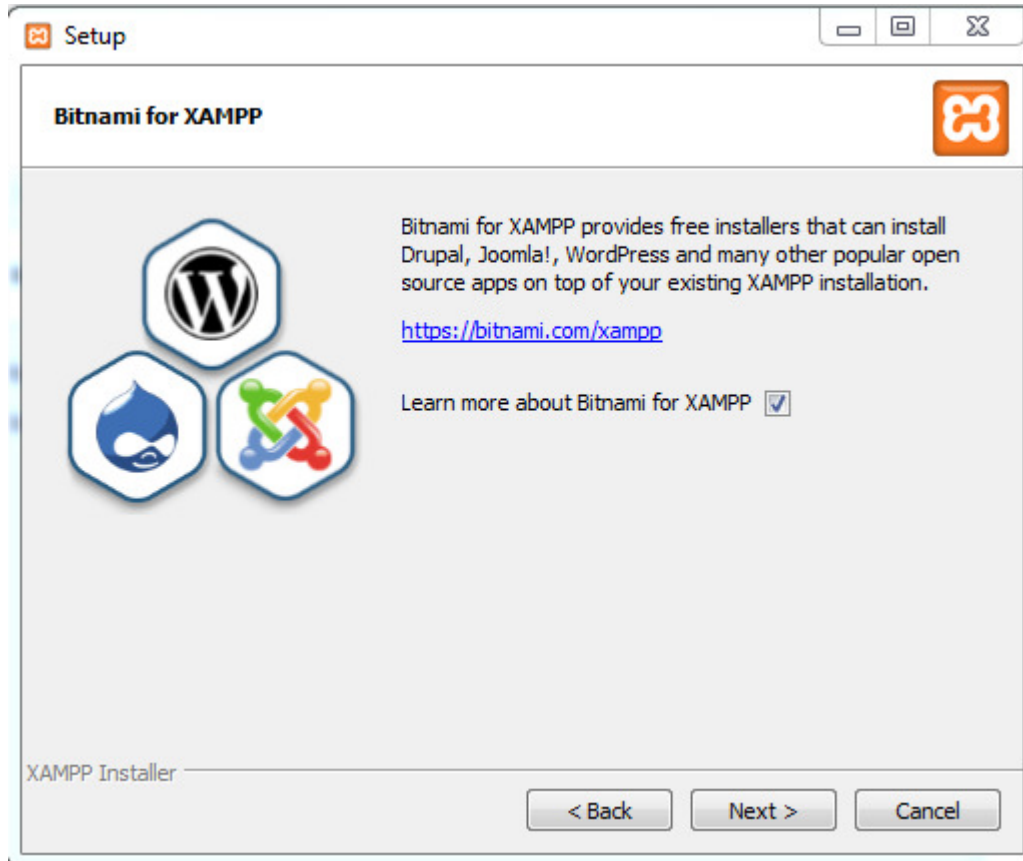 Setup
Bitnami for XAMPP
Bitnami for XAMPP provides free installers that can install
Drupal, Joomla!, WordPress and many other popular open
source apps on top of your existing XAMPP installation.
https://bitnami.com/xampp
Learn more about Bitnami for XAMPP
XAMPP Installer
< Back Next > Cancel